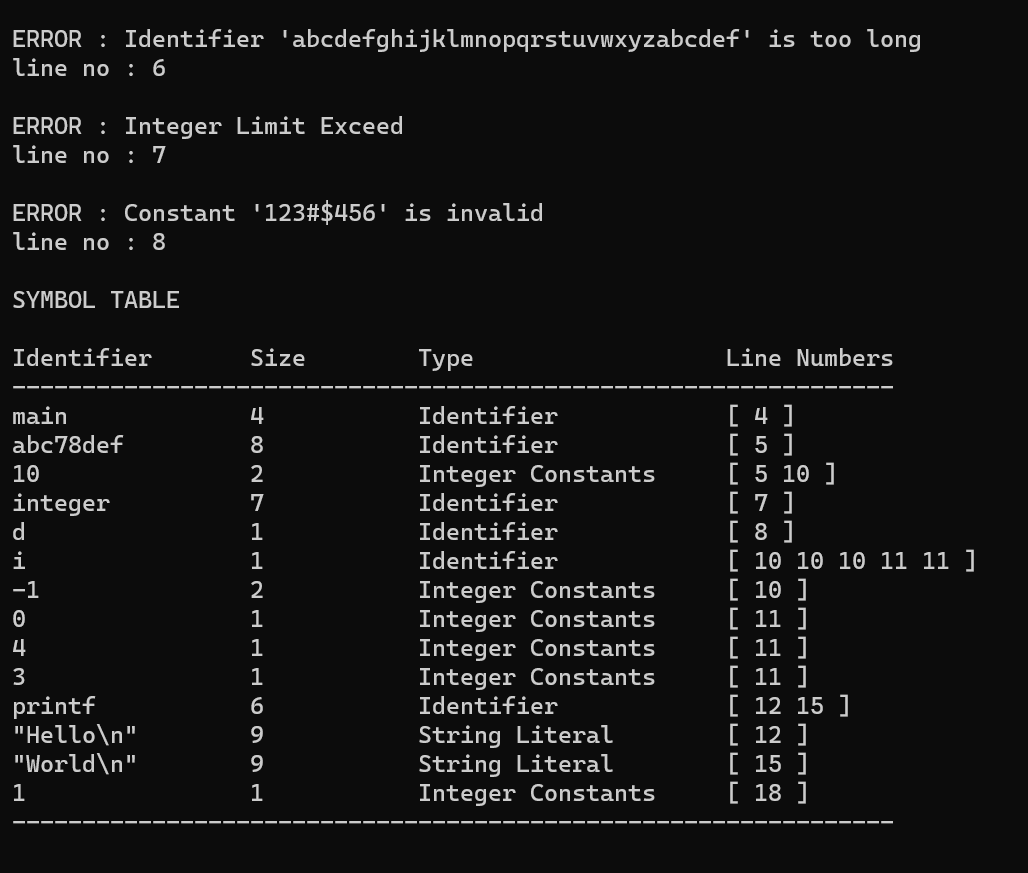 ERROR : Identifier 'abcdefghijklmnopqrstuvwxyzabcdef' is too long
line no : 6
ERROR : Integer Limit Exceed
line no : 7
ERROR : Constant '123#$456' is invalid
line no : 8
SYMBOL TABLE
Identifier Size Type Line Numbers
---------------------------------------------------------------
main 4 Identifier [ 4 ]
abc78def 8 Identifier [ 5 ]
10 2 Integer Constants [ 5 10 ]
integer 7 Identifier [ 7 ]
d 1 Identifier [ 8 ]
i 1 Identifier [ 10 10 10 11 11 ]
-1 2 Integer Constants [ 10 ]
0 1 Integer Constants [ 11 ]
4 1 Integer Constants [ 11 ]
3 1 Integer Constants [ 11 ]
printf 6 Identifier [ 12 15 ]
"Hello\n" 9 String Literal [ 12 ]
"World\n" 9 String Literal [ 15 ]
1 1 Integer Constants [ 18 ]
---------------------------------------------------------------